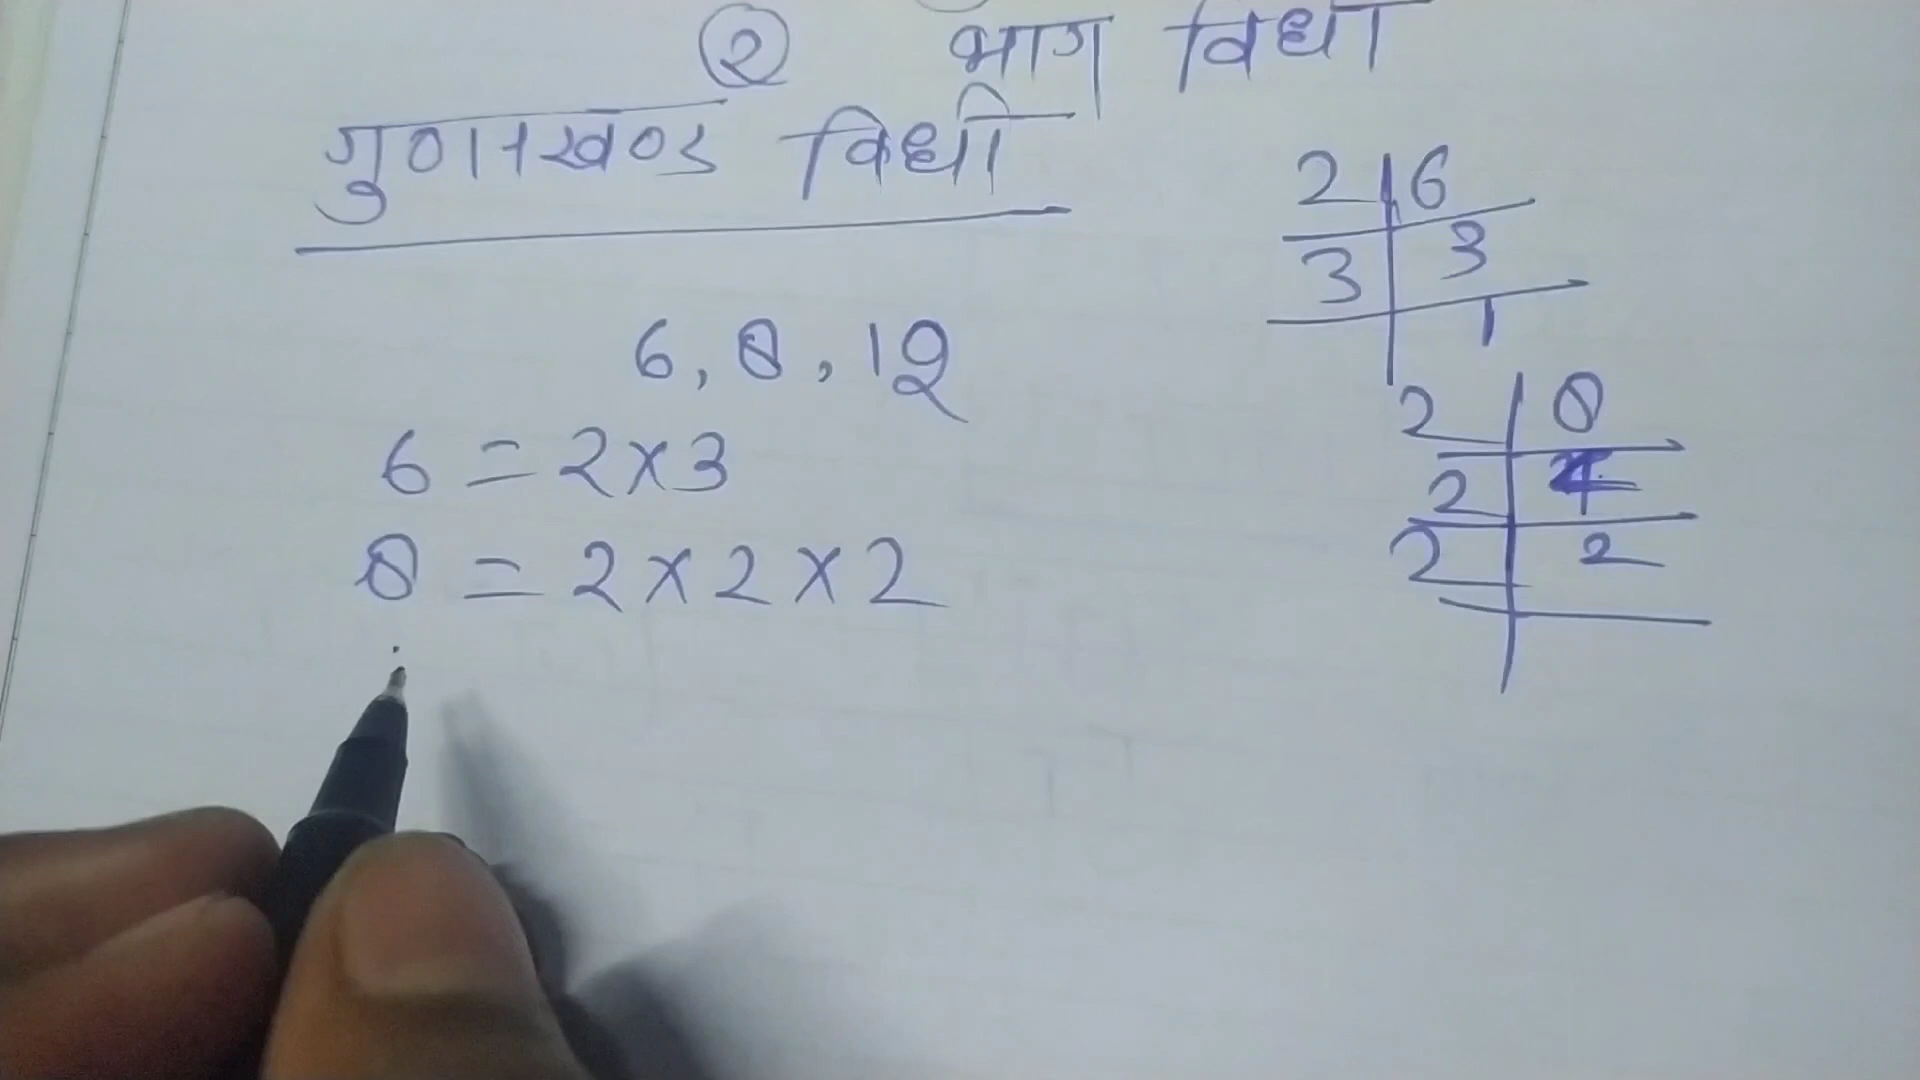 ② भाग विधी
गुणनखण्ड विधी
6, 8, 12
6 = 2×3
8 = 2×2×2
2 | 6
3 | 3
1
2 | 8
2 | 4
2 | 2